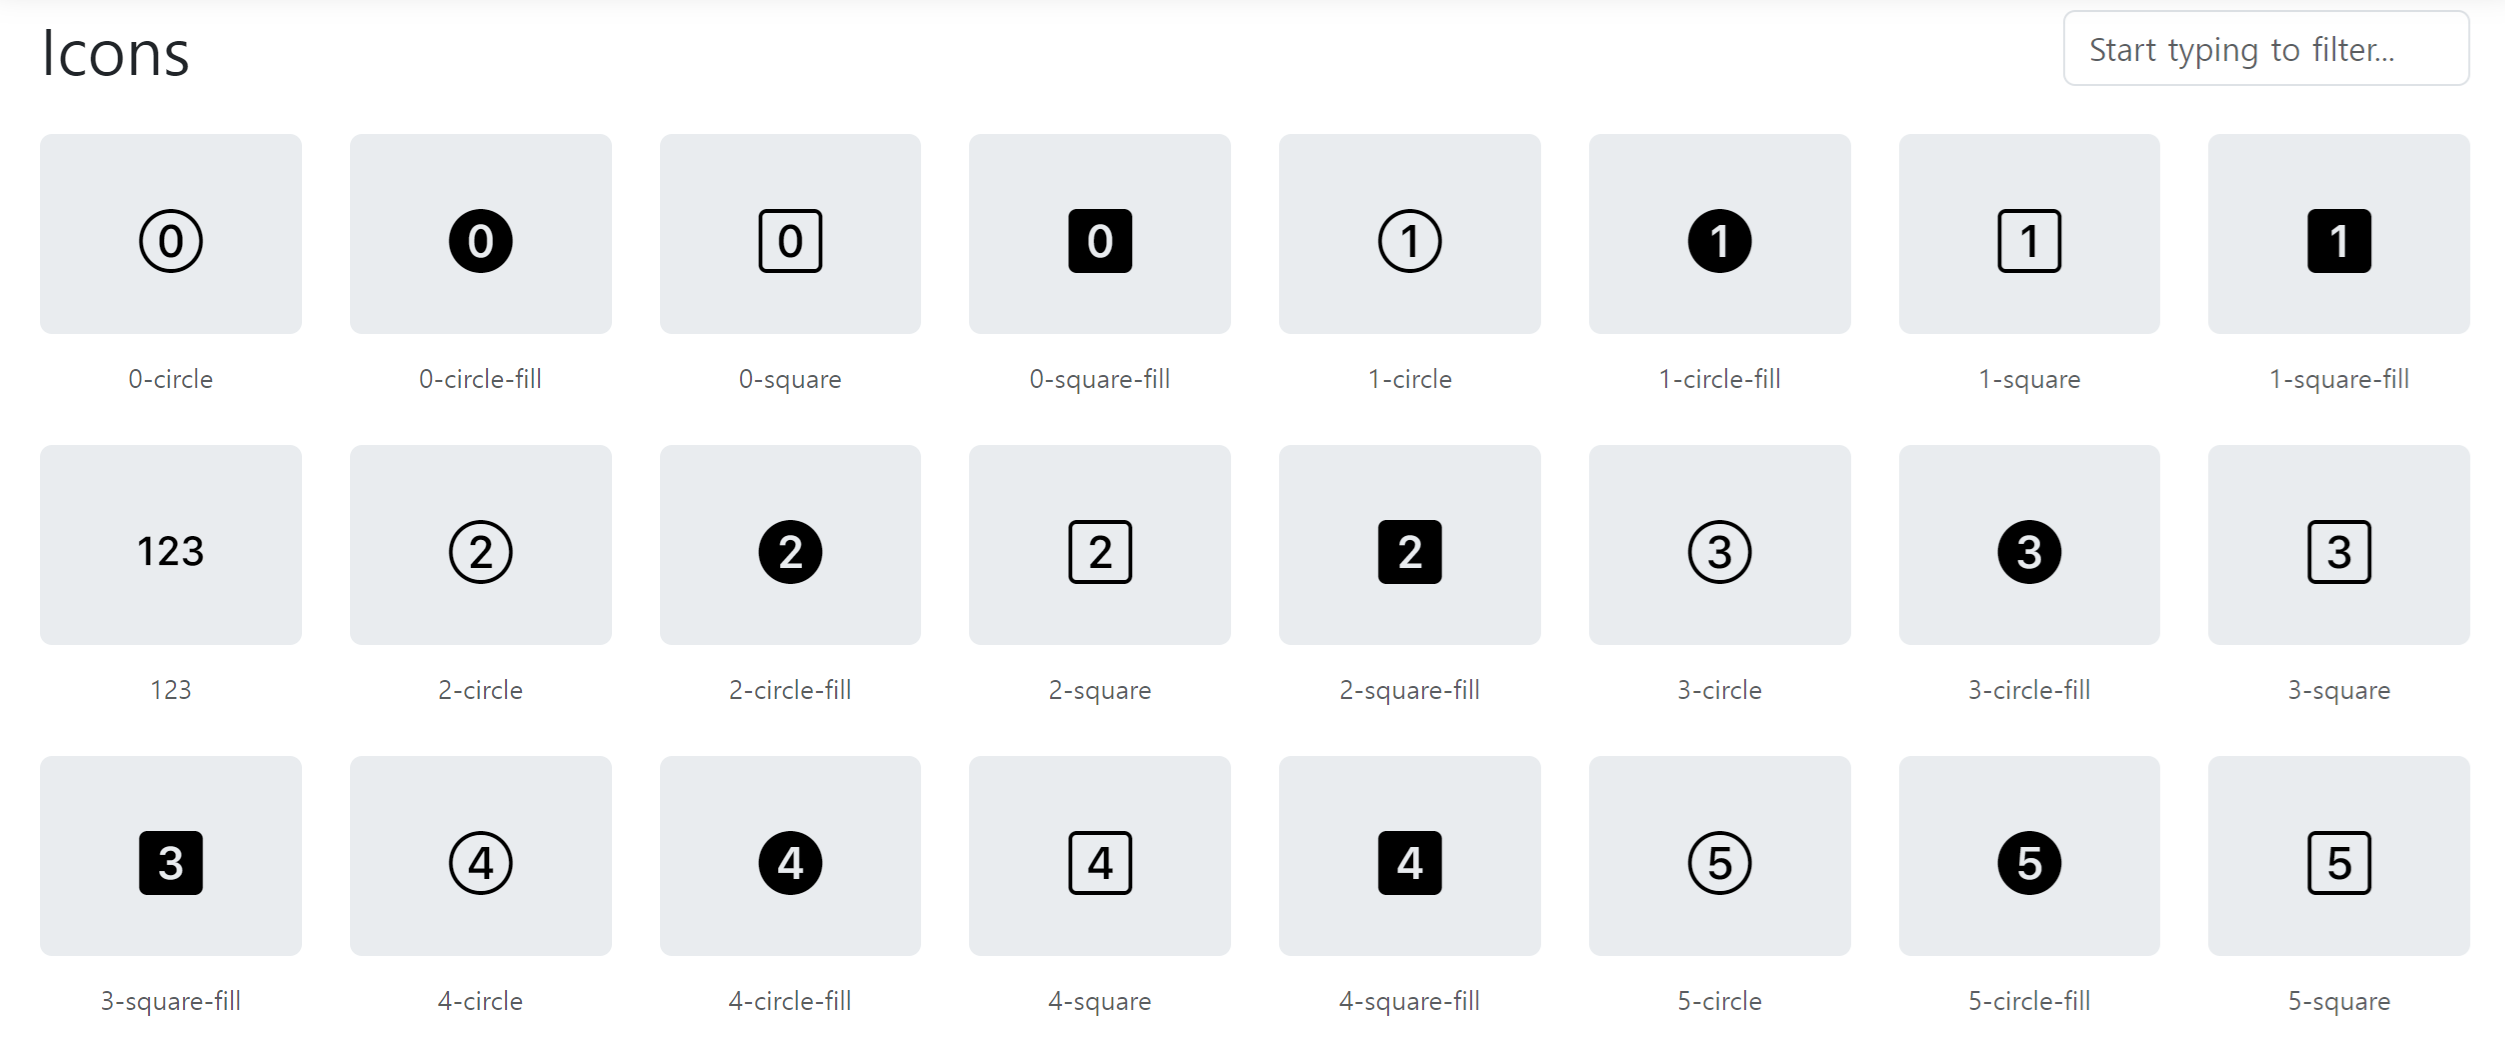 Icons
Start typing to filter...
0 0 0 0 1 1 1 1
0-circle 0-circle-fill 0-square 0-square-fill 1-circle 1-circle-fill 1-square 1-square-fill
123 2 2 2 2 3 3 3
123 2-circle 2-circle-fill 2-square 2-square-fill 3-circle 3-circle-fill 3-square
3 4 4 4 4 5 5 5
3-square-fill 4-circle 4-circle-fill 4-square 4-square-fill 5-circle 5-circle-fill 5-square